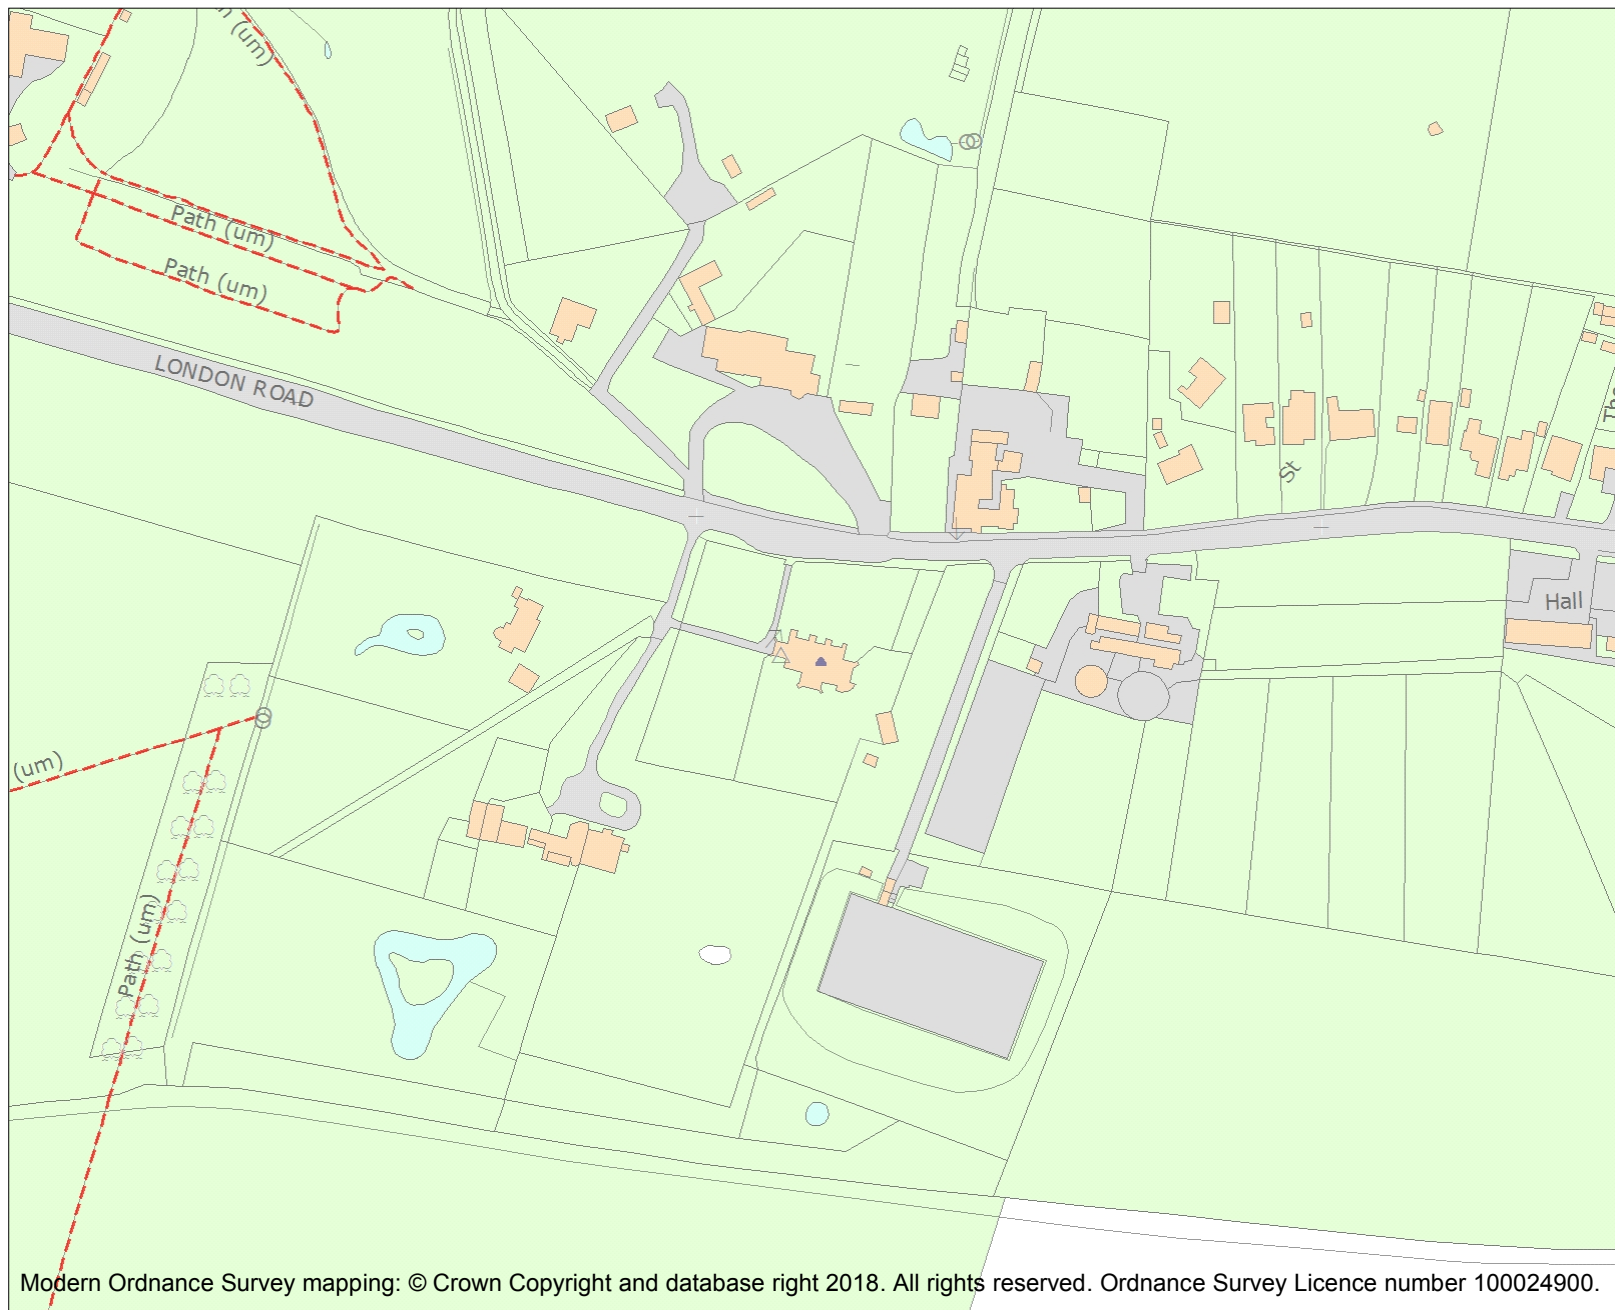 (um)
Path (um)
Path (um)
LONDON ROAD
St
Hall
(um)
Path (um)
Modern Ordnance Survey mapping: © Crown Copyright and database right 2018. All rights reserved. Ordnance Survey Licence number 100024900.